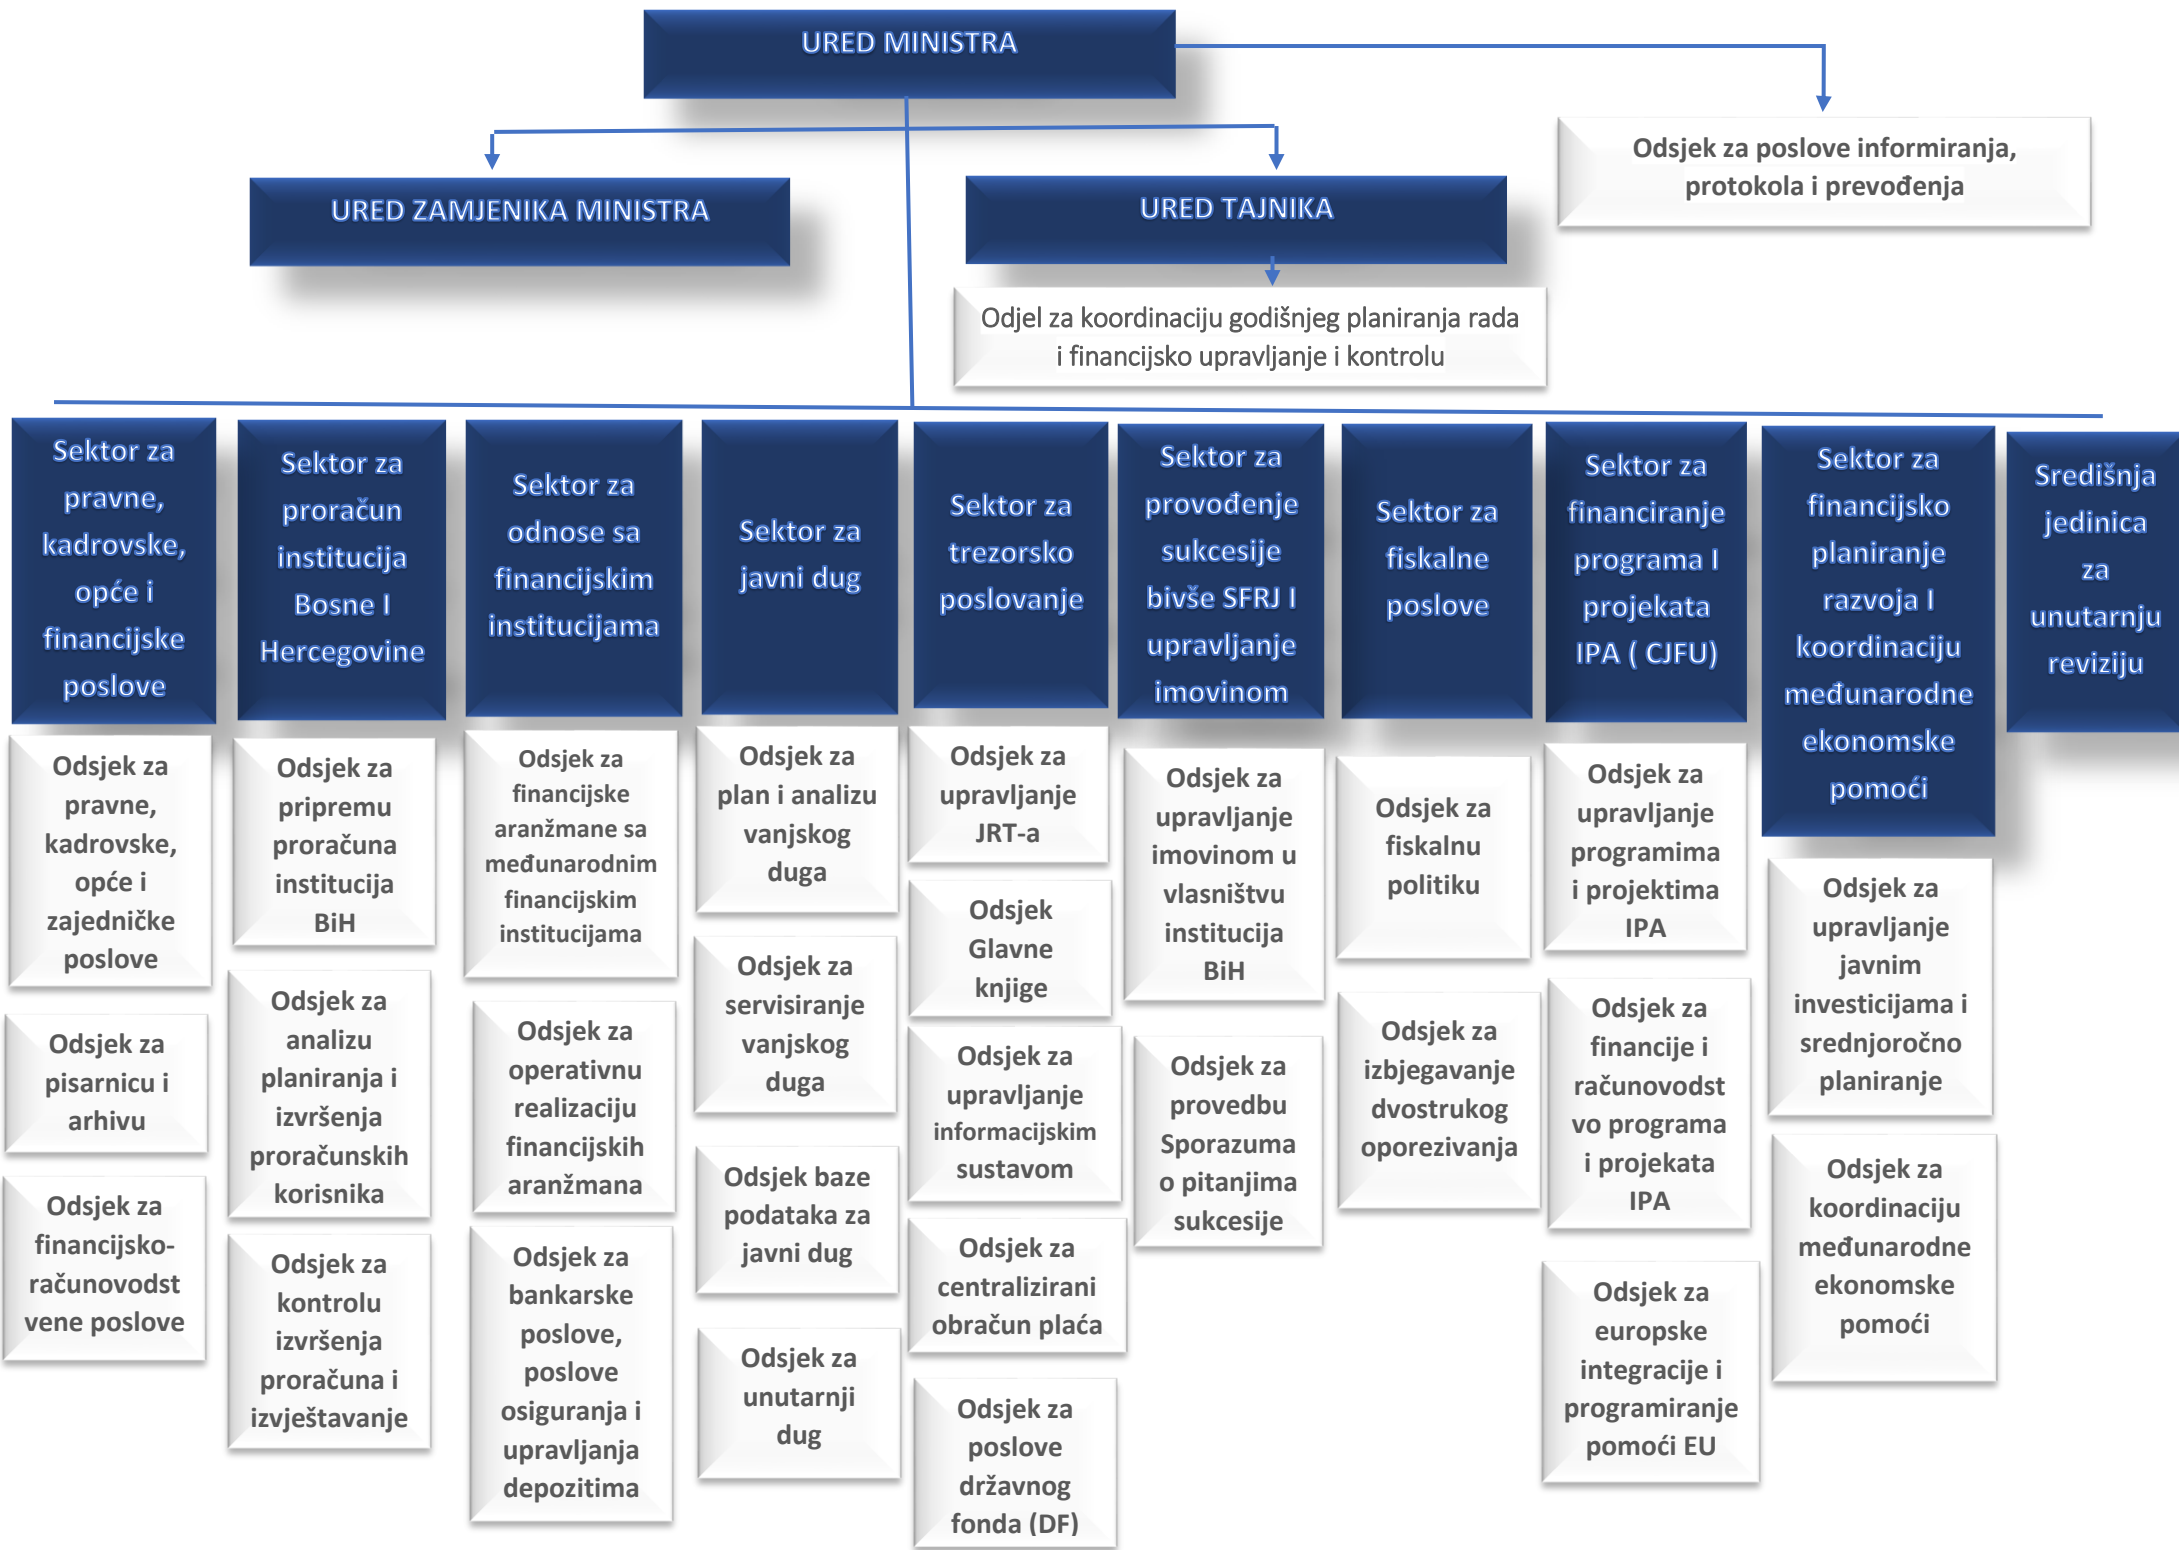 URED MINISTRA
Odsjek za poslove informiranja,
protokola i prevođenja
URED ZAMJENIKA MINISTRA
URED TAJNIKA
Odjel za koordinaciju godišnjeg planiranja rada
i financijsko upravljanje i kontrolu
Sektor za
pravne,
kadrovske,
opće i
financijske
poslove
Sektor za
proračun
institucija
Bosne I
Hercegovine
Sektor za
odnose sa
financijskim
institucijama
Sektor za
javni dug
Sektor za
trezorsko
poslovanje
Sektor za
provođenje
sukcesije
bivše SFRJ I
upravljanje
imovinom
Sektor za
fiskalne
poslove
Sektor za
financiranje
programa I
projekata
IPA ( CJFU)
Sektor za
financijsko
planiranje
razvoja I
koordinaciju
međunarodne
ekonomske
pomoći
Središnja
jedinica
za
unutarnju
reviziju
Odsjek za
pravne,
kadrovske,
opće i
zajedničke
poslove
Odsjek za
pisarnicu i
arhivu
Odsjek za
financijsko-
računovodst
vene poslove
Odsjek za
pripremu
proračuna
institucija
BiH
Odsjek za
analizu
planiranja i
izvršenja
proračunskih
korisnika
Odsjek za
kontrolu
izvršenja
proračuna i
izvještavanje
Odsjek za
financijske
aranžmane sa
međunarodnim
financijskim
institucijama
Odsjek za
operativnu
realizaciju
financijskih
aranžmana
Odsjek za
bankarske
poslove,
poslove
osiguranja i
upravljanja
depozitima
Odsjek za
plan i analizu
vanjskog
duga
Odsjek za
servisiranje
vanjskog
duga
Odsjek baze
podataka za
javni dug
Odsjek za
unutarnji
dug
Odsjek za
upravljanje
JRT-a
Odsjek
Glavne
knjige
Odsjek za
upravljanje
informacijskim
sustavom
Odsjek za
centralizirani
obračun plaća
Odsjek za
poslove
državnog
fonda (DF)
Odsjek za
upravljanje
imovinom u
vlasništvu
institucija
BiH
Odsjek za
provedbu
Sporazuma
o pitanjima
sukcesije
Odsjek za
fiskalnu
politiku
Odsjek za
izbjegavanje
dvostrukog
oporezivanja
Odsjek za
upravljanje
programima
i projektima
IPA
Odsjek za
financije i
računovodst
vo programa
i projekata
IPA
Odsjek za
europske
integracije i
programiranje
pomoći EU
Odsjek za
upravljanje
javnim
investicijama i
srednjoročno
planiranje
Odsjek za
koordinaciju
međunarodne
ekonomske
pomoći